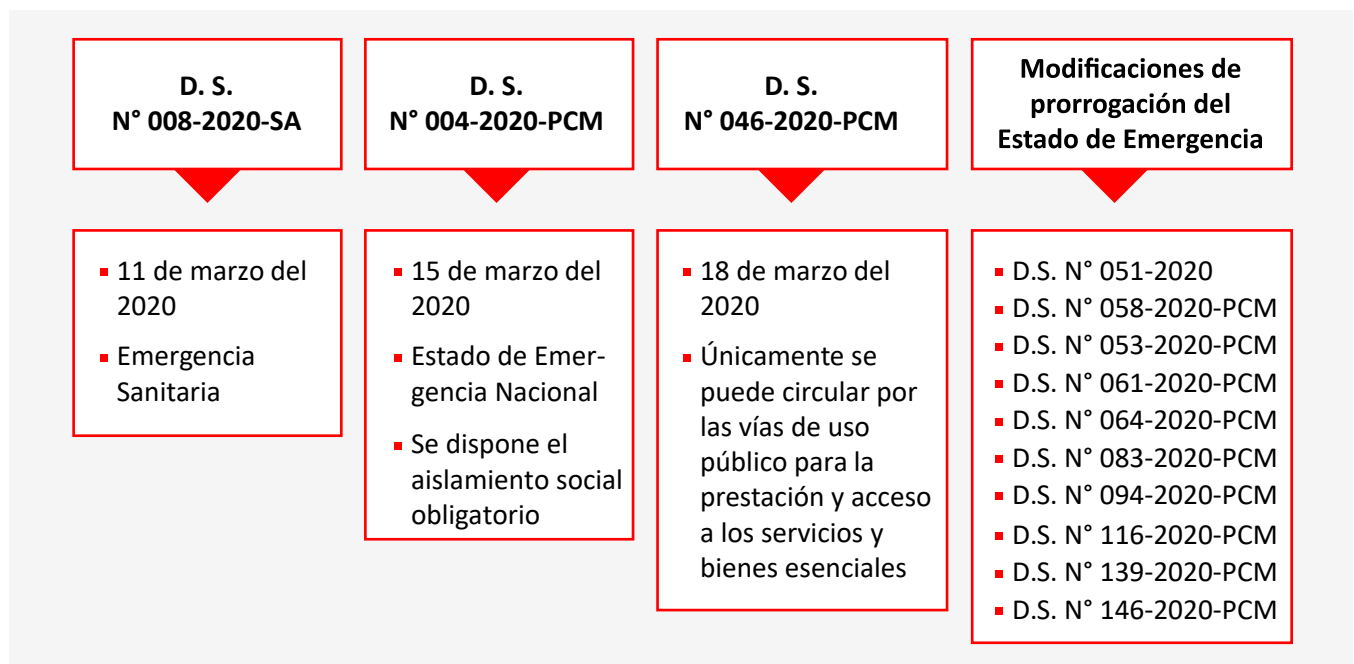 D. S.
N° 008-2020-SA
11 de marzo del
2020
Emergencia
Sanitaria
D. S.
N° 004-2020-PCM
15 de marzo del
2020
Estado de Emer-
gencia Nacional
Se dispone el
aislamiento social
obligatorio
D. S.
N° 046-2020-PCM
18 de marzo del
2020
Únicamente se
puede circular por
las vías de uso
público para la
prestación y acceso
a los servicios y
bienes esenciales
Modificaciones de
prorrogación del
Estado de Emergencia
D.S. N° 051-2020
D.S. N° 058-2020-PCM
D.S. N° 053-2020-PCM
D.S. N° 061-2020-PCM
D.S. N° 064-2020-PCM
D.S. N° 083-2020-PCM
D.S. N° 094-2020-PCM
D.S. N° 116-2020-PCM
D.S. N° 139-2020-PCM
D.S. N° 146-2020-PCM